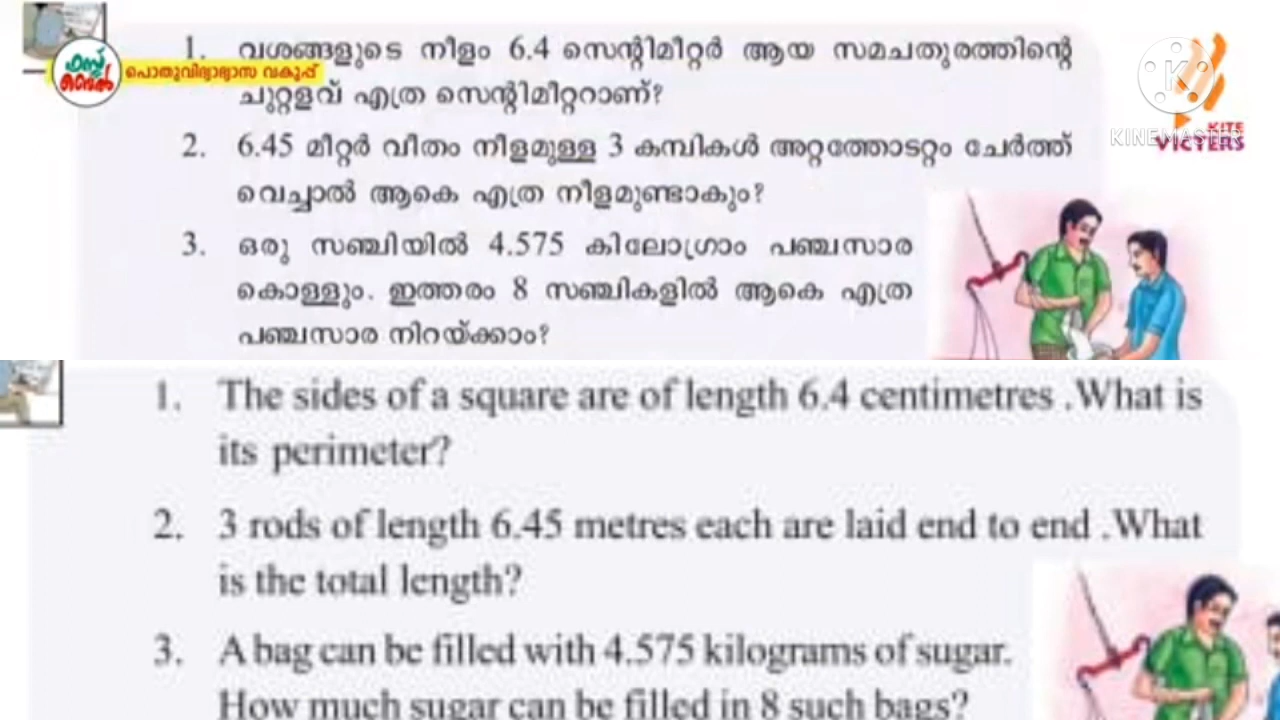 ഫസ്റ്റ്
ബെൽ
പൊതുവിദ്യാഭ്യാസ വകുപ്പ്
1. വശങ്ങളുടെ നീളം 6.4 സെന്റിമീറ്റർ ആയ സമചതുരത്തിന്റെ
ചുറ്റളവ് എത്ര സെന്റിമീറ്ററാണ്?
2. 6.45 മീറ്റർ വീതം നീളമുള്ള 3 കമ്പികൾ അറ്റത്തോടറ്റം ചേർത്ത്
വെച്ചാൽ ആകെ എത്ര നീളമുണ്ടാകും?
3. ഒരു സഞ്ചിയിൽ 4.575 കിലോഗ്രാം പഞ്ചസാര
കൊള്ളും. ഇത്തരം 8 സഞ്ചികളിൽ ആകെ എത്ര
പഞ്ചസാര നിറയ്ക്കാം?
K
KINEMASTER
KITE
VICTERS
1. The sides of a square are of length 6.4 centimetres .What is
its perimeter?
2. 3 rods of length 6.45 metres each are laid end to end .What
is the total length?
3. A bag can be filled with 4.575 kilograms of sugar.
How much sugar can be filled in 8 such bags?